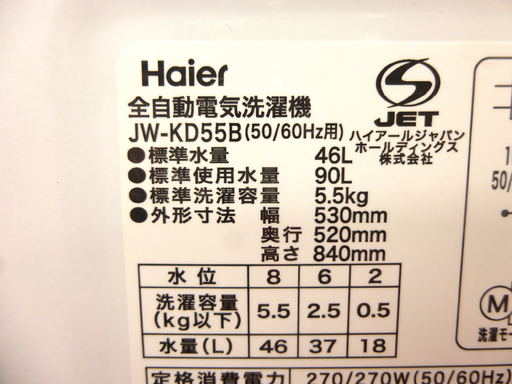 Haier
全自動電気洗濯機
JW-KD55B(50/60Hz用)
S
JET
ハイアールジャパン
ホールディングス
株式会社
●標準水量 46L
●標準使用水量 90L
●標準洗濯容量 5.5kg
●外形寸法 幅 530mm
奥行 520mm
高さ 840mm
水位 8 6 2
洗濯容量
(kg以下) 5.5 2.5 0.5
水量(L) 46 37 18
定格消費電力 270/270W(50/60Hz)
M
洗濯モー